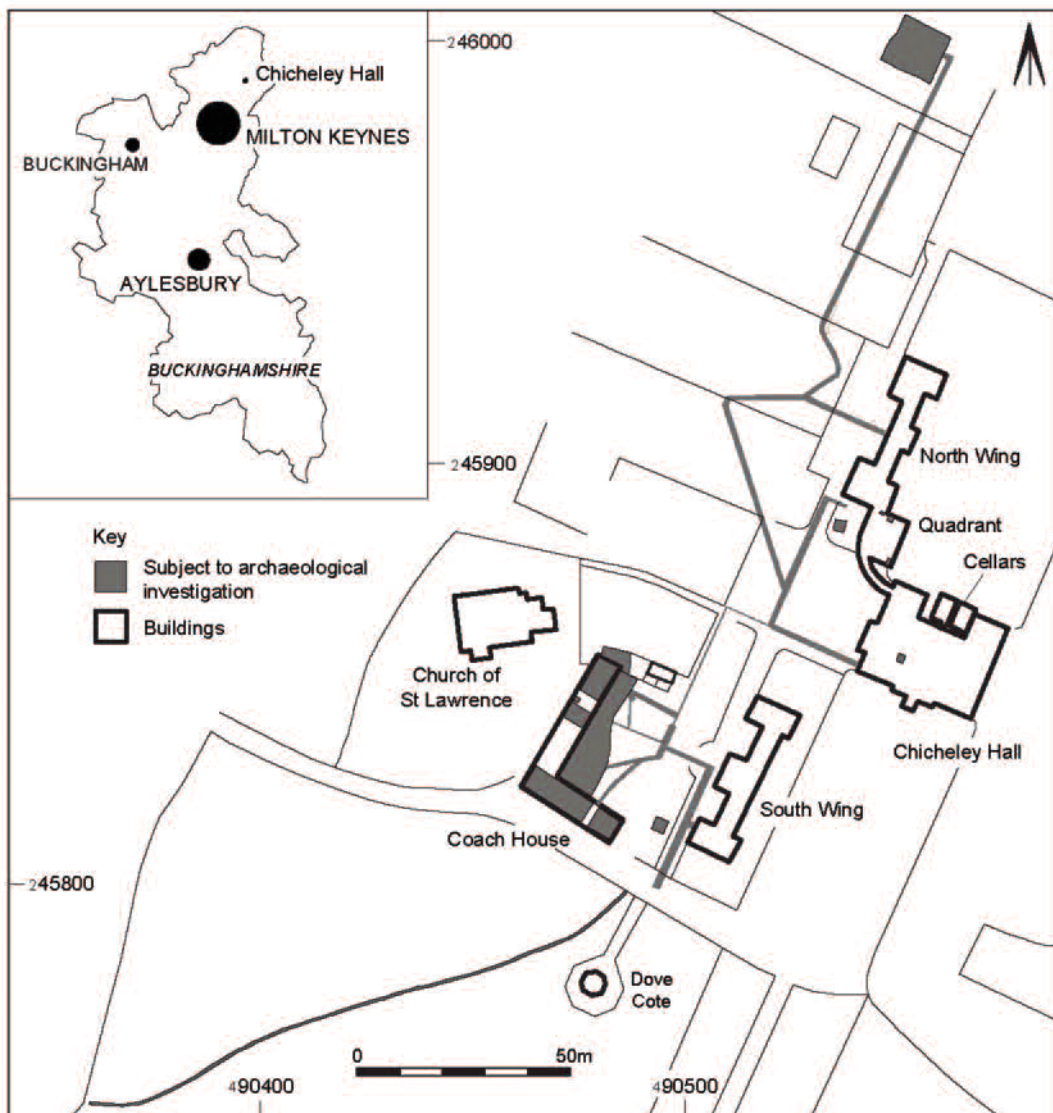 Chicheley Hall
MILTON KEYNES
BUCKINGHAM
AYLESBURY
BUCKINGHAMSHIRE
246000
245900
North Wing
Quadrant
Cellars
Key
Subject to archaeological
investigation
Buildings
Church of
St Lawrence
Chicheley Hall
South Wing
Coach House
245800
Dove
Cote
0 50m
490400
490500